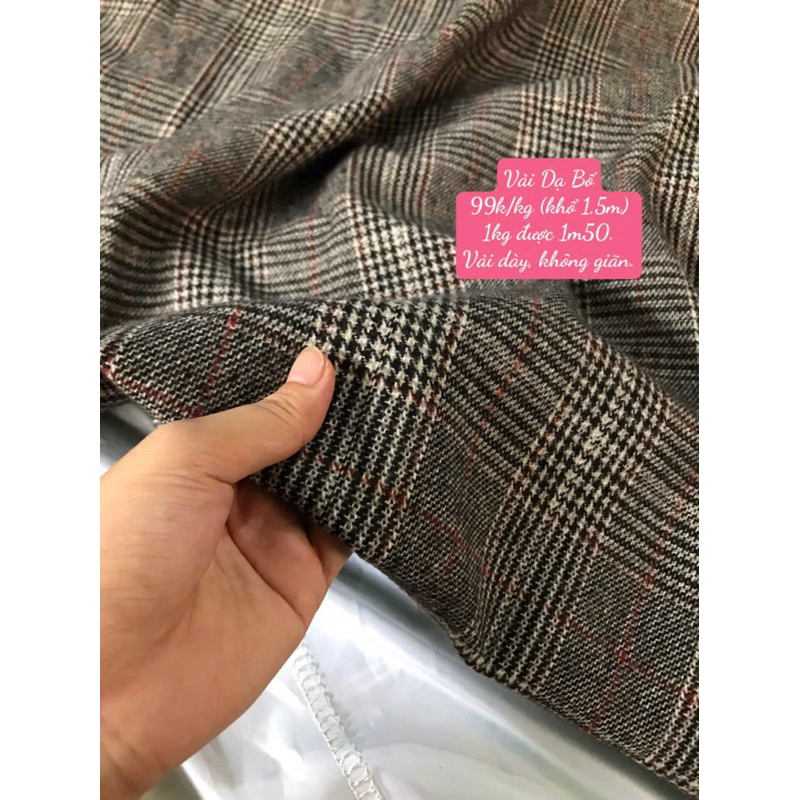 Vải Dạ Bố
99k/kg (khổ 1.5m)
1kg được 1m50.
Vải dày, không giãn.